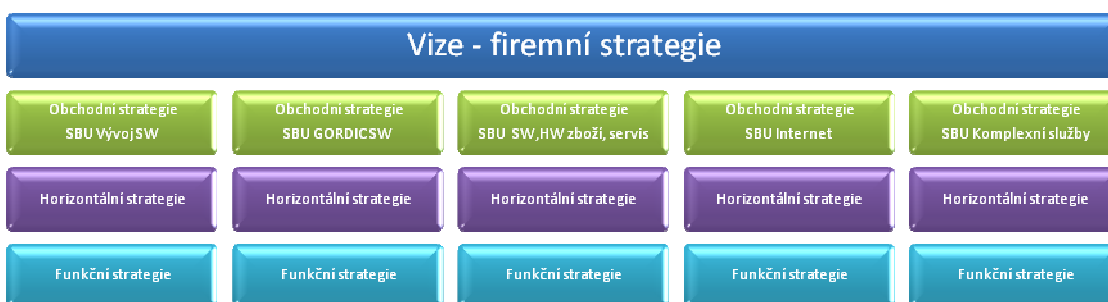 Vize - firemní strategie
Obchodní strategie
SBU Vývoj SW
Obchodní strategie
SBU GORDIC SW
Obchodní strategie
SBU SW,HW zboží, servis
Obchodní strategie
SBU Internet
Obchodní strategie
SBU Komplexní služby
Horizontální strategie
Horizontální strategie
Horizontální strategie
Horizontální strategie
Horizontální strategie
Funkční strategie
Funkční strategie
Funkční strategie
Funkční strategie
Funkční strategie